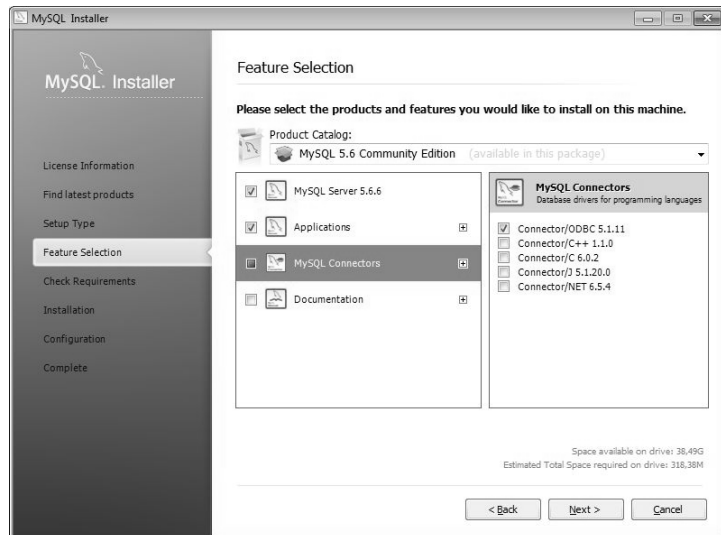 MySQL Installer
MySQL. Installer
License Information
Find latest products
Setup Type
Feature Selection
Check Requirements
Installation
Configuration
Complete
Feature Selection
Please select the products and features you would like to install on this machine.
Product Catalog:
MySQL 5.6 Community Edition (available in this package)
MySQL Server 5.6.6
Applications
MySQL Connectors
Documentation
MySQL Connectors
Database drivers for programming languages
Connector/ODBC 5.1.11
Connector/C++ 1.1.0
Connector/C 6.0.2
Connector/J 5.1.20.0
Connector/NET 6.5.4
Space available on drive: 38,49G
Estimated Total Space required on drive: 318,38M
< Back
Next >
Cancel